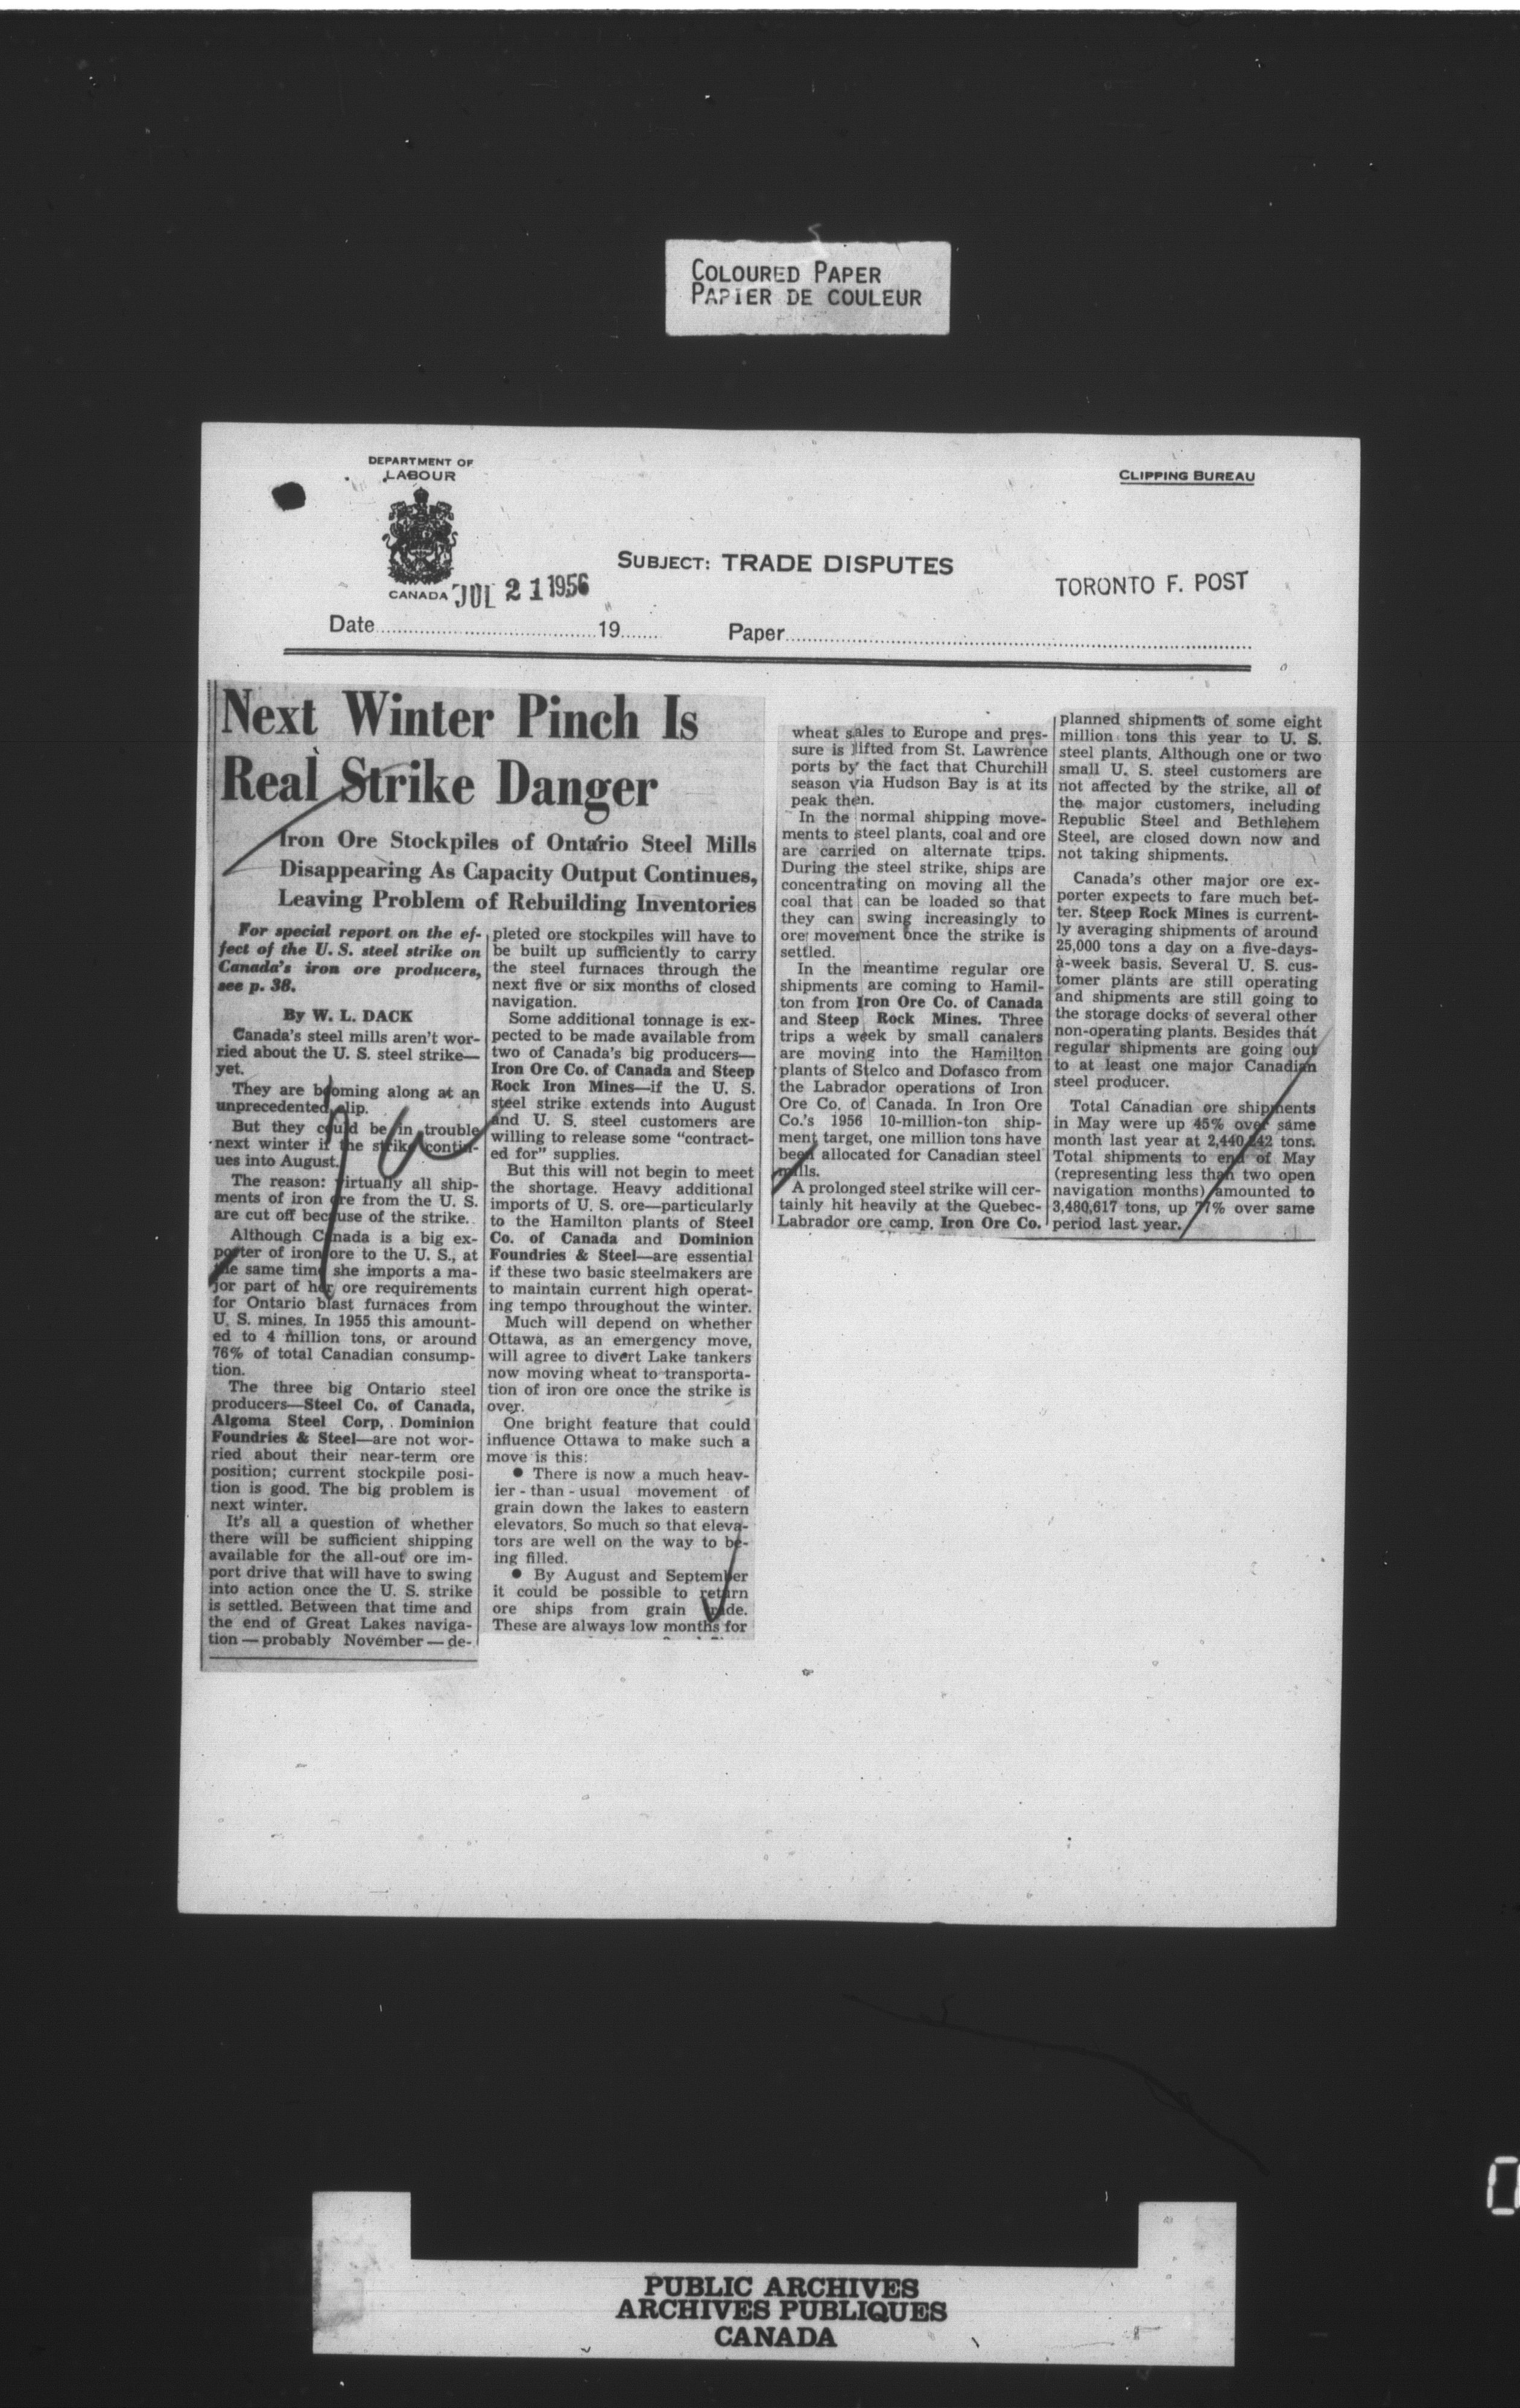 COLOURED PAPER
PAPIER DE COULEUR
DEPARTMENT OF
LABOUR
CANADA
CLIPPING BUREAU
SUBJECT: TRADE DISPUTES
JUL 21 1956
TORONTO F. POST
Date 19
Paper
Next Winter Pinch Is
Real Strike Danger
Iron Ore Stockpiles of Ontario Steel Mills
Disappearing As Capacity Output Continues,
Leaving Problem of Rebuilding Inventories
For special report on the ef-
fect of the U. S. steel strike on
Canada's iron ore producers,
see p. 38.
By W. L. DACK
Canada's steel mills aren't wor-
ried about the U. S. steel strike—
yet.
They are booming along at an
unprecedented clip.
But they could be in trouble
next winter if the strike contin-
ues into August.
The reason: virtually all ship-
ments of iron ore from the U. S.
are cut off because of the strike.
Although Canada is a big ex-
porter of iron ore to the U. S., at
the same time she imports a ma-
jor part of her ore requirements
for Ontario blast furnaces from
U. S. mines. In 1955 this amount-
ed to 4 million tons, or around
76% of total Canadian consump-
tion.
The three big Ontario steel
producers—Steel Co. of Canada,
Algoma Steel Corp, Dominion
Foundries & Steel—are not wor-
ried about their near-term ore
position; current stockpile posi-
tion is good. The big problem is
next winter.
It's all a question of whether
there will be sufficient shipping
available for the all-out ore im-
port drive that will have to swing
into action once the U. S. strike
is settled. Between that time and
the end of Great Lakes naviga-
tion — probably November — de-
pleted ore stockpiles will have to
be built up sufficiently to carry
the steel furnaces through the
next five or six months of closed
navigation.
Some additional tonnage is ex-
pected to be made available from
two of Canada's big producers—
Iron Ore Co. of Canada and Steep
Rock Iron Mines—if the U. S.
steel strike extends into August
and U. S. steel customers are
willing to release some "contract-
ed for" supplies.
But this will not begin to meet
the shortage. Heavy additional
imports of U. S. ore—particularly
to the Hamilton plants of Steel
Co. of Canada and Dominion
Foundries & Steel—are essential
if these two basic steelmakers are
to maintain current high operat-
ing tempo throughout the winter.
Much will depend on whether
Ottawa, as an emergency move,
will agree to divert Lake tankers
now moving wheat to transporta-
tion of iron ore once the strike is
over.
One bright feature that could
influence Ottawa to make such a
move is this:
● There is now a much heav-
ier - than - usual movement of
grain down the lakes to eastern
elevators. So much so that eleva-
tors are well on the way to be-
ing filled.
● By August and September
it could be possible to return
ore ships from grain trade.
These are always low months for
wheat sales to Europe and pres-
sure is lifted from St. Lawrence
ports by the fact that Churchill
season via Hudson Bay is at its
peak then.
In the normal shipping move-
ments to steel plants, coal and ore
are carried on alternate trips.
During the steel strike, ships are
concentrating on moving all the
coal that can be loaded so that
they can swing increasingly to
ore movement once the strike is
settled.
In the meantime regular ore
shipments are coming to Hamil-
ton from Iron Ore Co. of Canada
and Steep Rock Mines. Three
trips a week by small canalers
are moving into the Hamilton
plants of Stelco and Dofasco from
the Labrador operations of Iron
Ore Co. of Canada. In Iron Ore
Co.'s 1956 10-million-ton ship-
ment target, one million tons have
been allocated for Canadian steel
mills.
A prolonged steel strike will cer-
tainly hit heavily at the Quebec-
Labrador ore camp. Iron Ore Co.
planned shipments of some eight
million tons this year to U. S.
steel plants. Although one or two
small U. S. steel customers are
not affected by the strike, all of
the major customers, including
Republic Steel and Bethlehem
Steel, are closed down now and
not taking shipments.
Canada's other major ore ex-
porter expects to fare much bet-
ter. Steep Rock Mines is current-
ly averaging shipments of around
25,000 tons a day on a five-days-
a-week basis. Several U. S. cus-
tomer plants are still operating
and shipments are still going to
the storage docks of several other
non-operating plants. Besides that
regular shipments are going out
to at least one major Canadian
steel producer.
Total Canadian ore shipments
in May were up 45% over same
month last year at 2,440,242 tons.
Total shipments to end of May
(representing less than two open
navigation months) amounted to
3,480,617 tons, up 77% over same
period last year.
PUBLIC ARCHIVES
ARCHIVES PUBLIQUES
CANADA